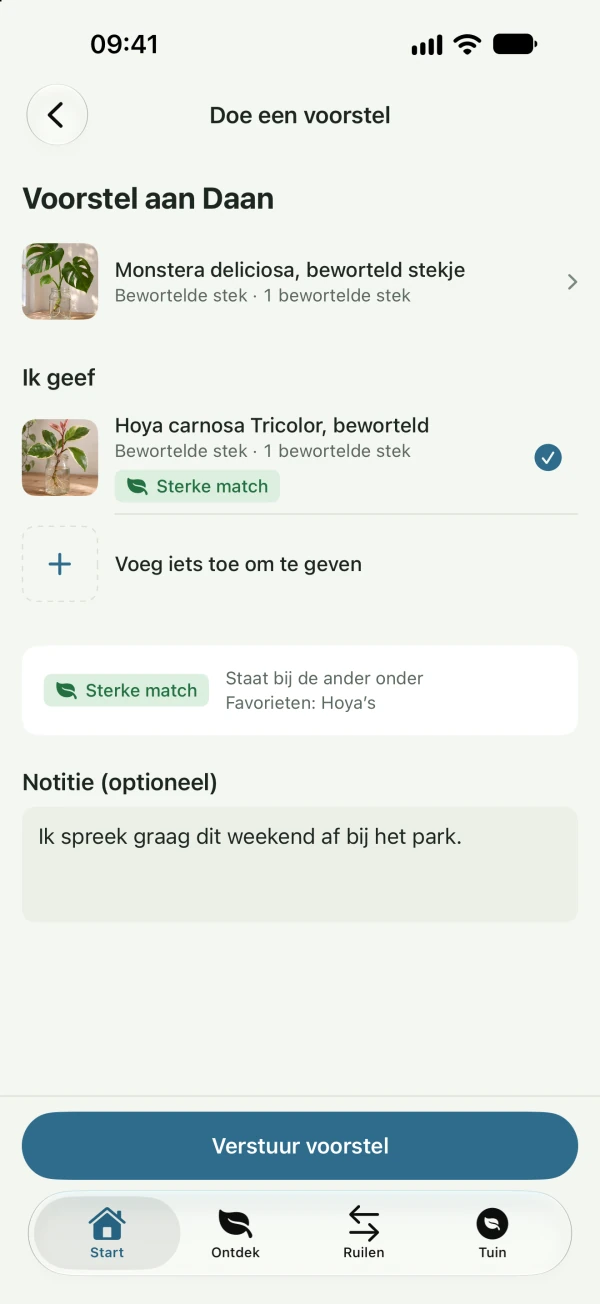 09:41
Doe een voorstel
Voorstel aan Daan
Monstera deliciosa, beworteld stekje
Bewortelde stek · 1 bewortelde stek
Ik geef
Hoya carnosa Tricolor, beworteld
Bewortelde stek · 1 bewortelde stek
Sterke match
Voeg iets toe om te geven
Sterke match
Staat bij de ander onder
Favorieten: Hoya’s
Notitie (optioneel)
Ik spreek graag dit weekend af bij het park.
Verstuur voorstel
Start
Ontdek
Ruilen
Tuin